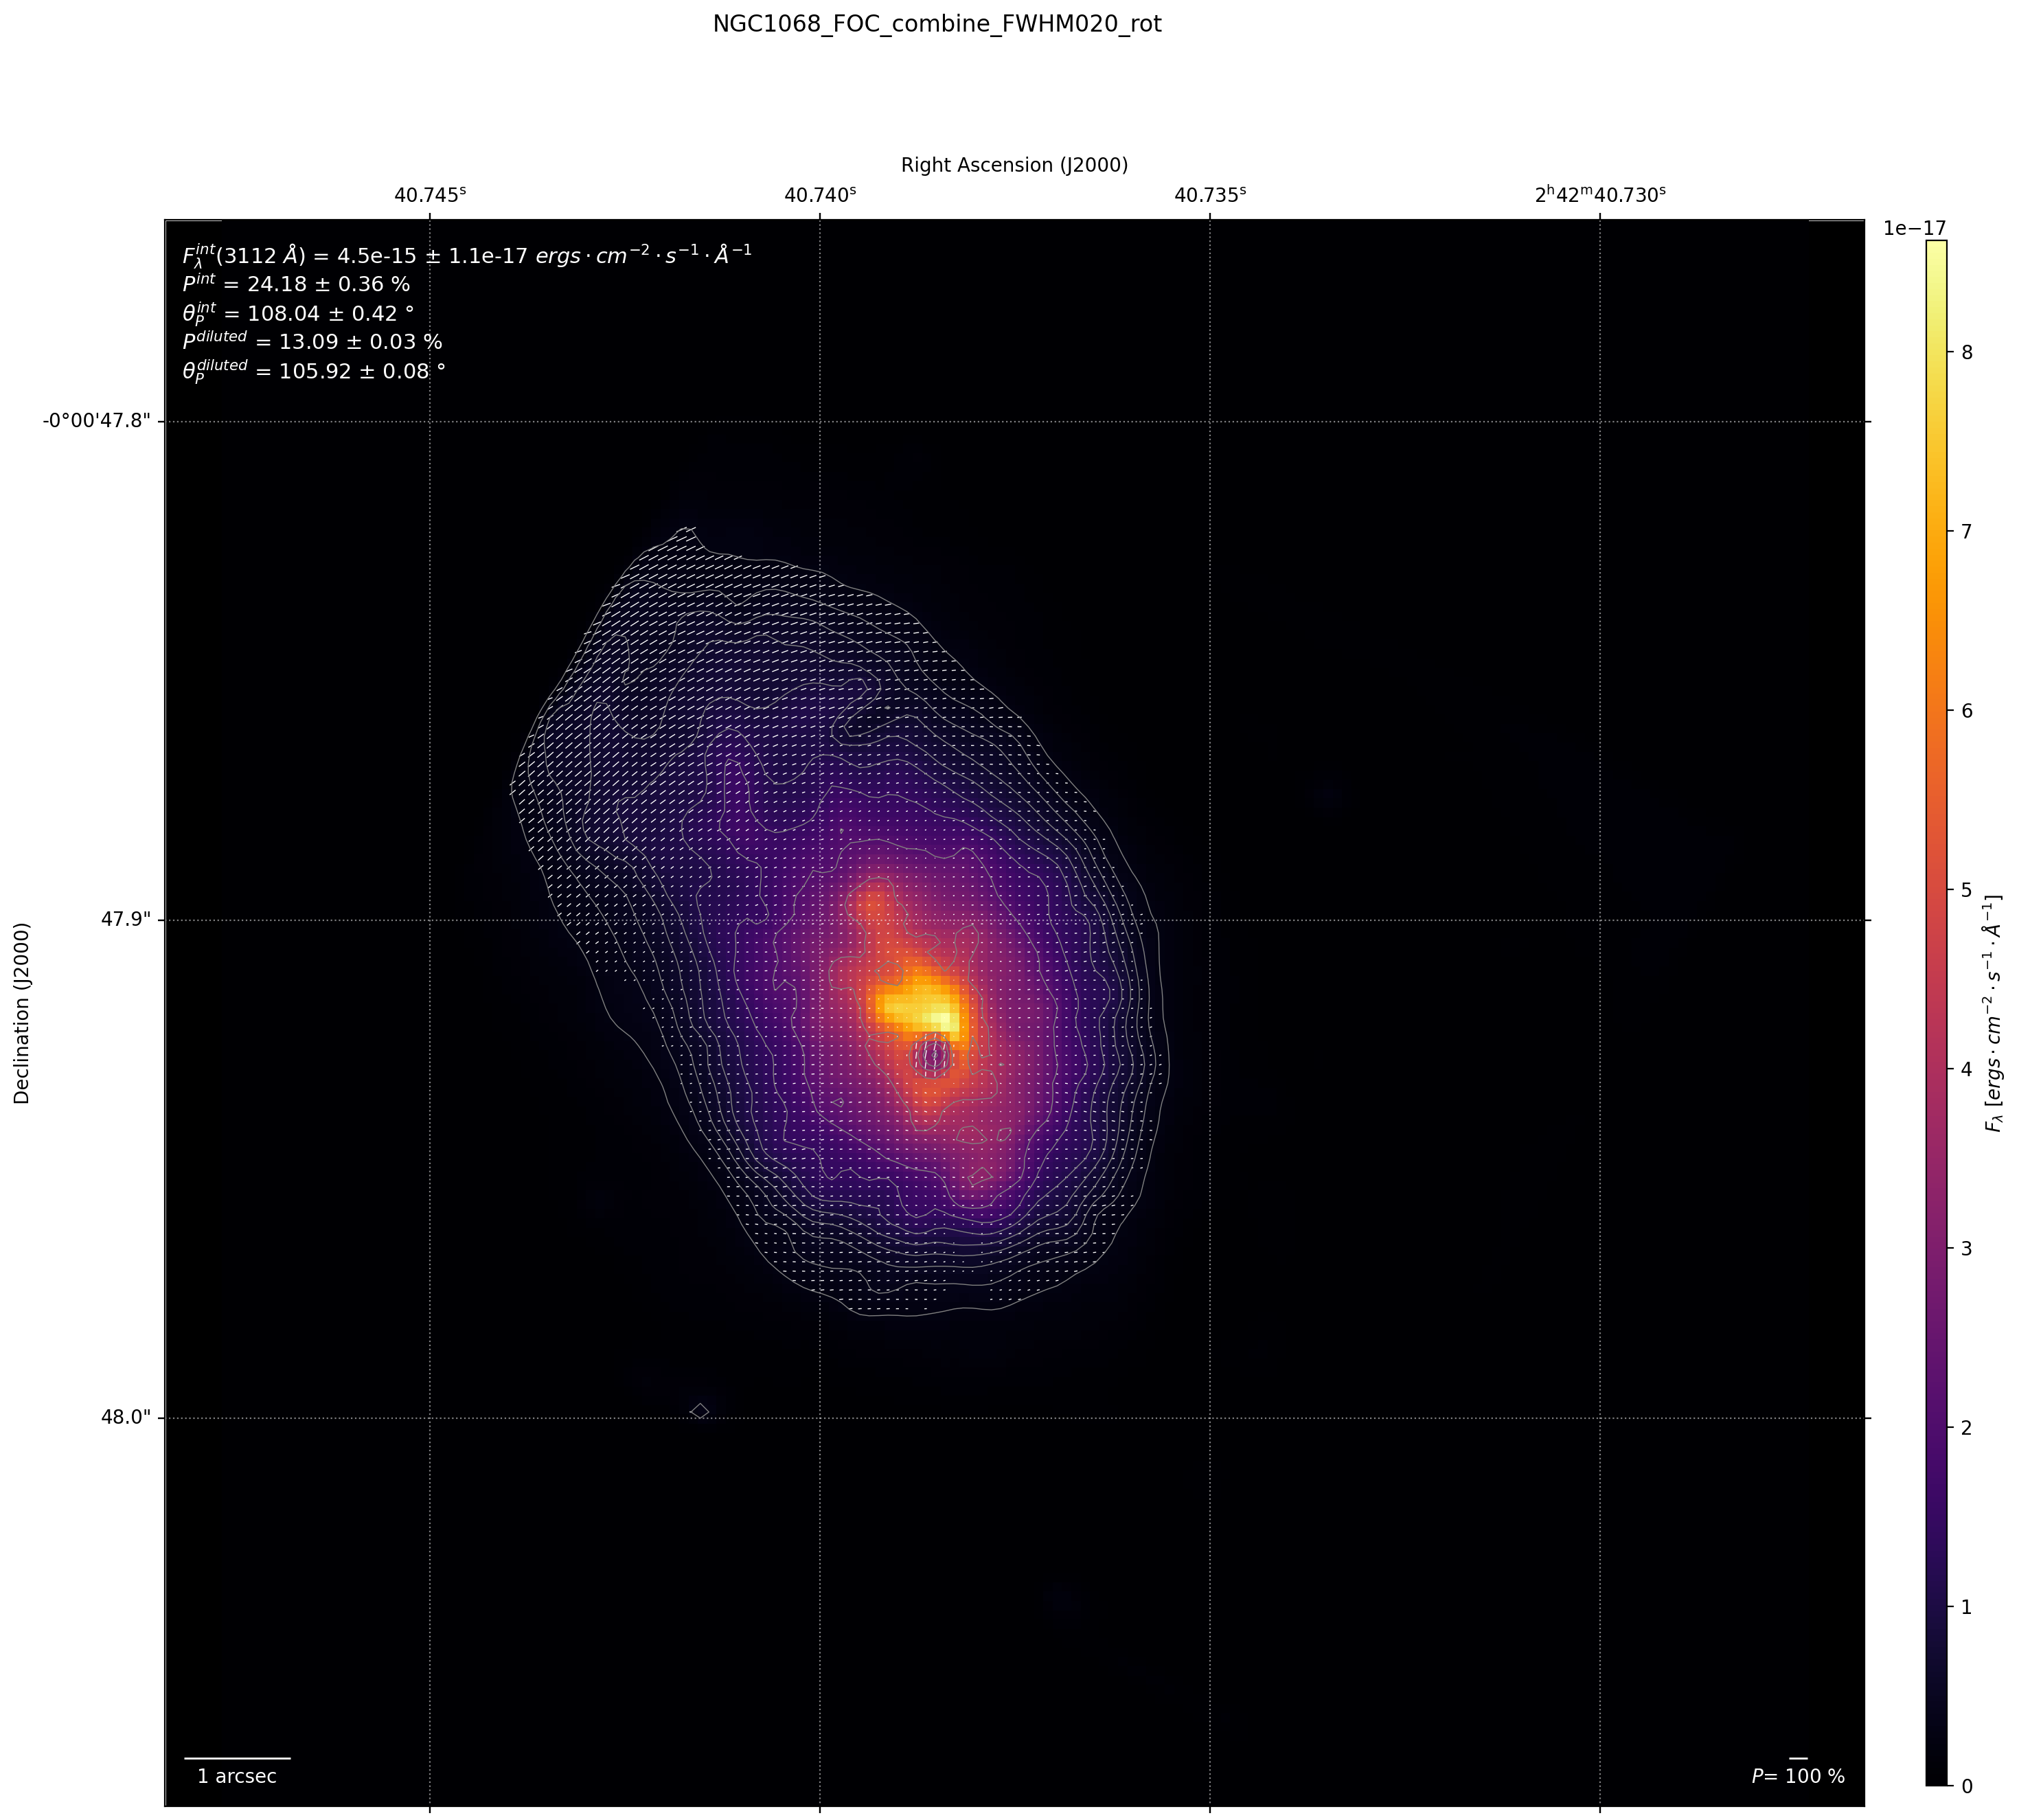 NGC1068_FOC_combine_FWHM020_rot
Right Ascension (J2000)
40.745ˢ 40.740ˢ 40.735ˢ 2ʰ42ᵐ40.730ˢ
1e−17
F_λ^int(3112 Å) = 4.5e-15 ± 1.1e-17 ergs · cm⁻² · s⁻¹ · Å⁻¹
P^int = 24.18 ± 0.36 %
θ_P^int = 108.04 ± 0.42 °
P^diluted = 13.09 ± 0.03 %
θ_P^diluted = 105.92 ± 0.08 °
-0°00'47.8"
47.9"
48.0"
Declination (J2000)
8
7
6
5
4
3
2
1
0
F_λ [ergs · cm⁻² · s⁻¹ · Å⁻¹]
1 arcsec
P= 100 %